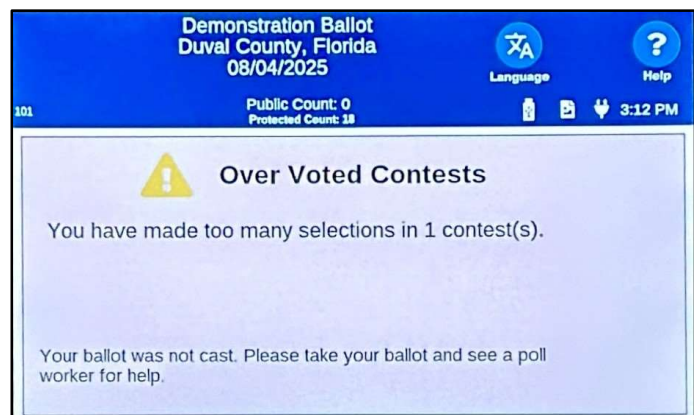 Demonstration Ballot
Duval County, Florida
08/04/2025
Language
Help
101
Public Count: 0
Protected Count: 18
3:12 PM
Over Voted Contests
You have made too many selections in 1 contest(s).
Your ballot was not cast. Please take your ballot and see a poll
worker for help.